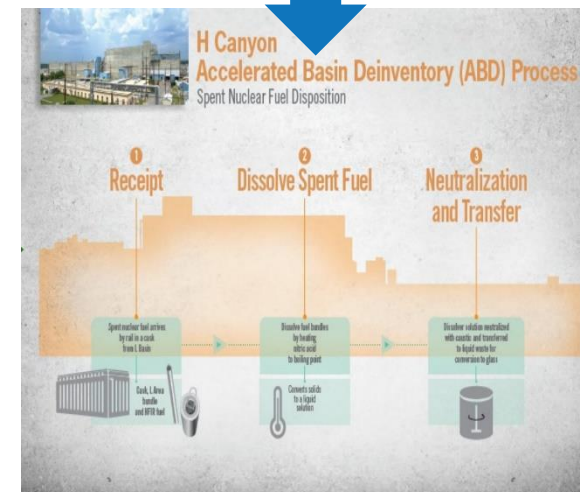 H Canyon
Accelerated Basin Deinventory (ABD) Process
Spent Nuclear Fuel Disposition
1
Receipt
2
Dissolve Spent Fuel
3
Neutralization
and Transfer
Spent nuclear fuel arrives
by rail in a cask
from L Basin
Cask, L Area
bundle
and HFIR fuel
Dissolve fuel bundles
by heating
nitric acid
to boiling point
Converts solids
to a liquid
solution
Dissolver solution neutralized
with caustic and transferred
to liquid waste for
conversion to glass